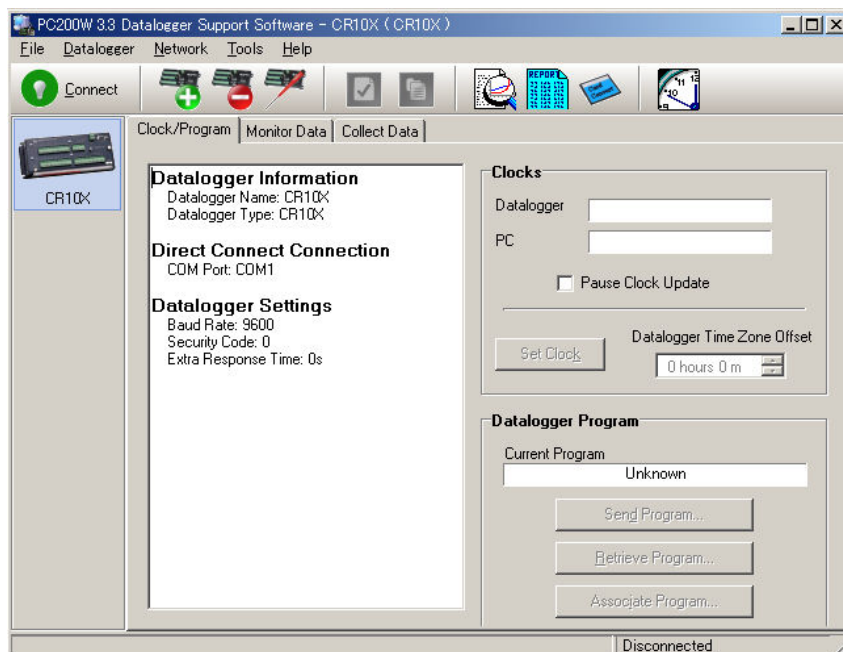 PC200W 3.3 Datalogger Support Software - CR10X ( CR10X )
File Datalogger Network Tools Help
Connect
REPORT
CR10X
Clock/Program Monitor Data Collect Data
Datalogger Information
Datalogger Name: CR10X
Datalogger Type: CR10X
Direct Connect Connection
COM Port: COM1
Datalogger Settings
Baud Rate: 9600
Security Code: 0
Extra Response Time: 0s
Clocks
Datalogger
PC
Pause Clock Update
Set Clock
Datalogger Time Zone Offset
0 hours 0 m
Datalogger Program
Current Program
Unknown
Send Program...
Retrieve Program...
Associate Program...
Disconnected